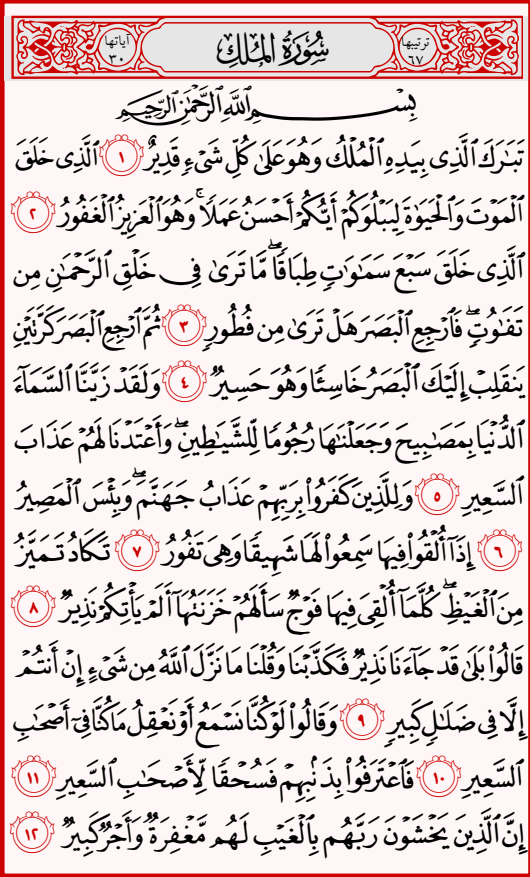 ترتيبها ٦٧ سُورَةُ المُلكِ آياتها ٣٠
بِسْمِ ٱللَّهِ ٱلرَّحْمَٰنِ ٱلرَّحِيمِ
تَبَٰرَكَ ٱلَّذِى بِيَدِهِ ٱلْمُلْكُ وَهُوَ عَلَىٰ كُلِّ شَىْءٍ قَدِيرٌ ١ ٱلَّذِى خَلَقَ
ٱلْمَوْتَ وَٱلْحَيَوٰةَ لِيَبْلُوَكُمْ أَيُّكُمْ أَحْسَنُ عَمَلًا ۚ وَهُوَ ٱلْعَزِيزُ ٱلْغَفُورُ ٢
ٱلَّذِى خَلَقَ سَبْعَ سَمَٰوَٰتٍ طِبَاقًا ۖ مَّا تَرَىٰ فِى خَلْقِ ٱلرَّحْمَٰنِ مِن
تَفَٰوُتٍ ۖ فَٱرْجِعِ ٱلْبَصَرَ هَلْ تَرَىٰ مِن فُطُورٍ ٣ ثُمَّ ٱرْجِعِ ٱلْبَصَرَ كَرَّتَيْنِ
يَنقَلِبْ إِلَيْكَ ٱلْبَصَرُ خَاسِئًا وَهُوَ حَسِيرٌ ٤ وَلَقَدْ زَيَّنَّا ٱلسَّمَآءَ
ٱلدُّنْيَا بِمَصَٰبِيحَ وَجَعَلْنَٰهَا رُجُومًا لِّلشَّيَٰطِينِ ۖ وَأَعْتَدْنَا لَهُمْ عَذَابَ
ٱلسَّعِيرِ ٥ وَلِلَّذِينَ كَفَرُوا۟ بِرَبِّهِمْ عَذَابُ جَهَنَّمَ ۖ وَبِئْسَ ٱلْمَصِيرُ
٦ إِذَآ أُلْقُوا۟ فِيهَا سَمِعُوا۟ لَهَا شَهِيقًا وَهِىَ تَفُورُ ٧ تَكَادُ تَمَيَّزُ
مِنَ ٱلْغَيْظِ ۖ كُلَّمَآ أُلْقِىَ فِيهَا فَوْجٌ سَأَلَهُمْ خَزَنَتُهَآ أَلَمْ يَأْتِكُمْ نَذِيرٌ ٨
قَالُوا۟ بَلَىٰ قَدْ جَآءَنَا نَذِيرٌ فَكَذَّبْنَا وَقُلْنَا مَا نَزَّلَ ٱللَّهُ مِن شَىْءٍ إِنْ أَنتُمْ
إِلَّا فِى ضَلَٰلٍ كَبِيرٍ ٩ وَقَالُوا۟ لَوْ كُنَّا نَسْمَعُ أَوْ نَعْقِلُ مَا كُنَّا فِىٓ أَصْحَٰبِ
ٱلسَّعِيرِ ١٠ فَٱعْتَرَفُوا۟ بِذَنۢبِهِمْ فَسُحْقًا لِّأَصْحَٰبِ ٱلسَّعِيرِ ١١
إِنَّ ٱلَّذِينَ يَخْشَوْنَ رَبَّهُم بِٱلْغَيْبِ لَهُم مَّغْفِرَةٌ وَأَجْرٌ كَبِيرٌ ١٢